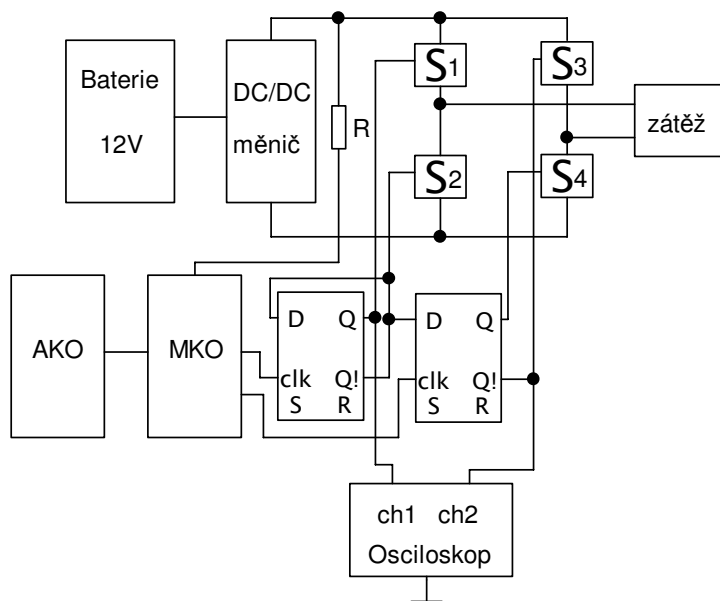 Baterie
12V
DC/DC
měnič
R
S1
S3
S2
S4
zátěž
AKO
MKO
D Q
clk Q!
S R
D Q
clk Q!
S R
ch1 ch2
Osciloskop